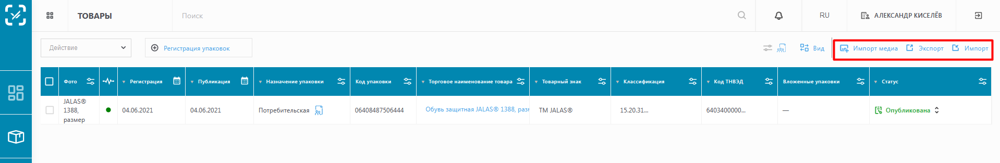 ТОВАРЫ
Поиск
RU
АЛЕКСАНДР КИСЕЛЁВ
Действие
Регистрация упаковок
Вид
Импорт медиа
Экспорт
Импорт
Фото
Регистрация
Публикация
Назначение упаковки
Код упаковки
Торговое наименование товара
Товарный знак
Классификация
Код ТНВЭД
Вложенные упаковки
Статус
JALAS®
1388,
размер
04.06.2021
04.06.2021
Потребительская
06408487506444
Обувь защитная JALAS® 1388, раз
ТМ JALAS®
15.20.31...
6403400000...
—
Опубликована